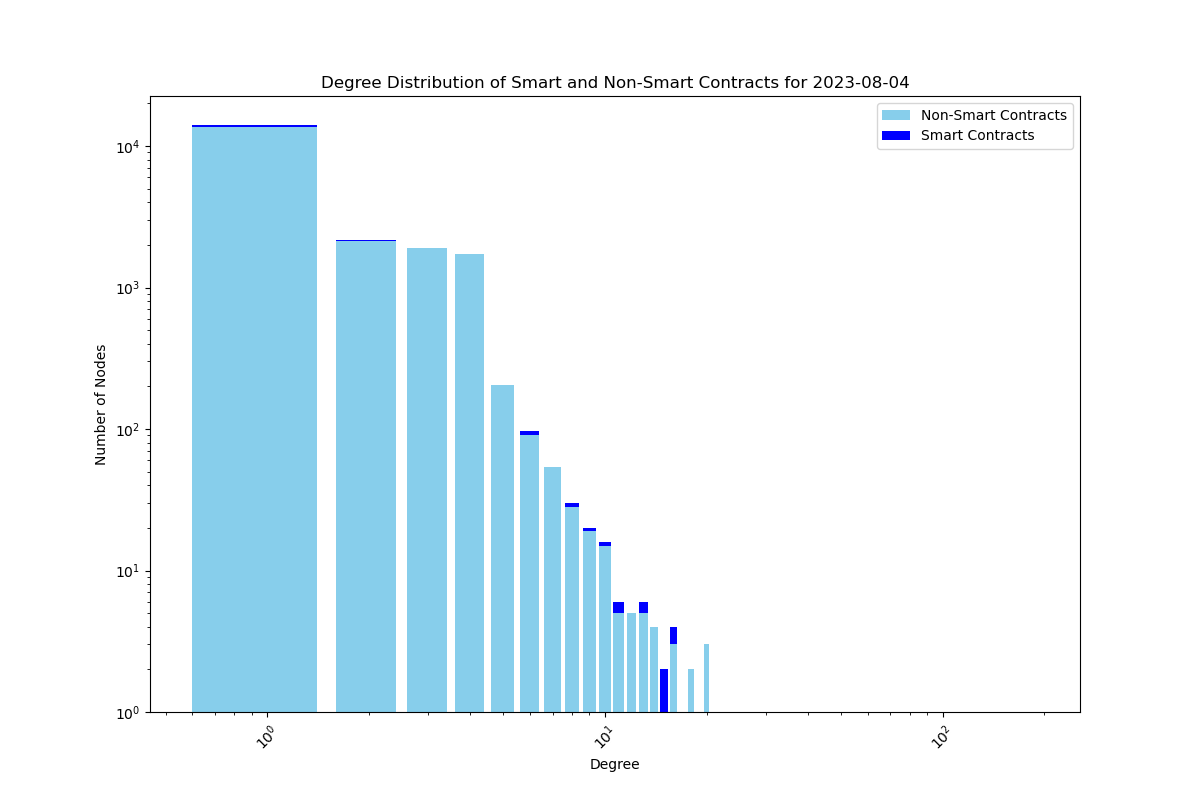 Degree Distribution of Smart and Non-Smart Contracts for 2023-08-04
Non-Smart Contracts
Smart Contracts
Number of Nodes
10⁴
10³
10²
10¹
10⁰
10⁰
10¹
10²
Degree